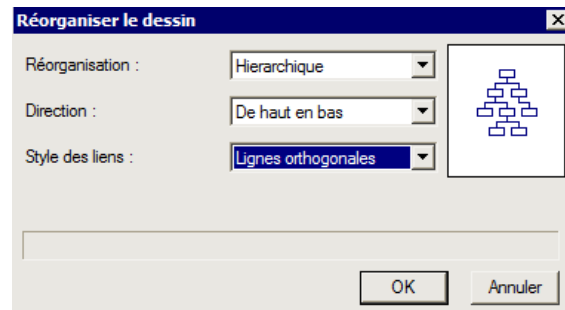 Réorganiser le dessin
Réorganisation : Hierarchique
Direction : De haut en bas
Style des liens : Lignes orthogonales
OK Annuler